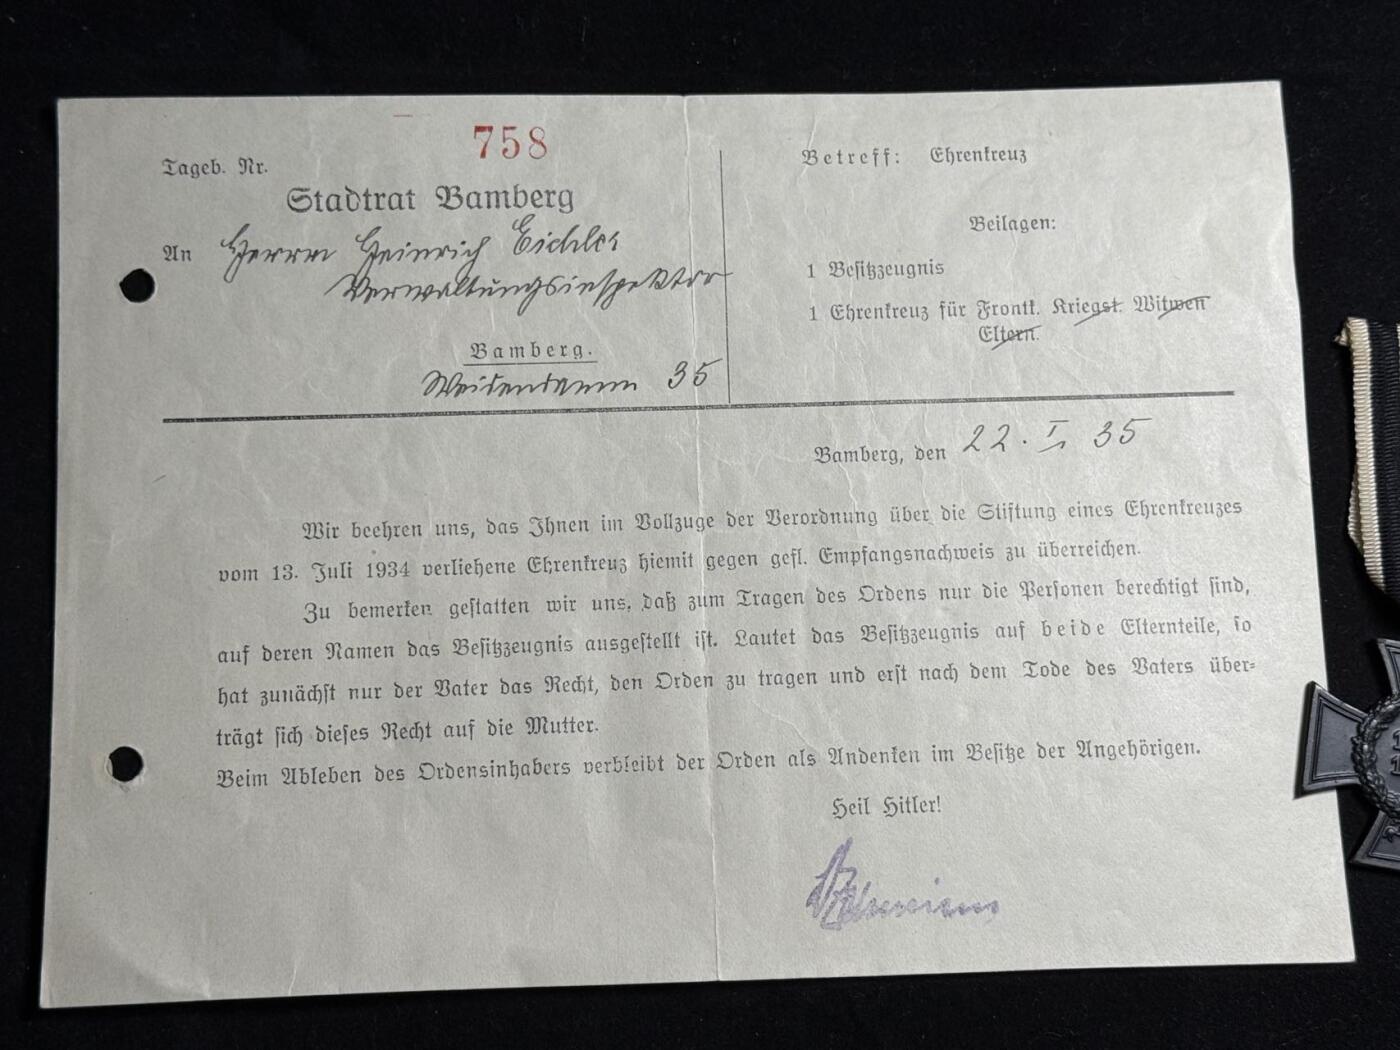 758
Tageb. Nr.
Stadtrat Bamberg
An Herrn Heinrich Eichler
Verwaltungsinspektor
Bamberg.
Weidendamm 35
Betreff: Ehrenkreuz
Beilagen:
1 Besitzzeugnis
1 Ehrenkreuz für Frontk. Kriegst. Witwen
Eltern.
Bamberg, den 22. I. 35
Wir beehren uns, das Ihnen im Vollzuge der Verordnung über die Stiftung eines Ehrenkreuzes
vom 13. Juli 1934 verliehene Ehrenkreuz hiemit gegen gefl. Empfangsnachweis zu überreichen.
Zu bemerken gestatten wir uns, daß zum Tragen des Ordens nur die Personen berechtigt sind,
auf deren Namen das Besitzzeugnis ausgestellt ist. Lautet das Besitzzeugnis auf beide Elternteile, so
hat zunächst nur der Vater das Recht, den Orden zu tragen und erst nach dem Tode des Vaters über=
trägt sich dieses Recht auf die Mutter.
Beim Ableben des Ordensinhabers verbleibt der Orden als Andenken im Besitze der Angehörigen.
Heil Hitler!